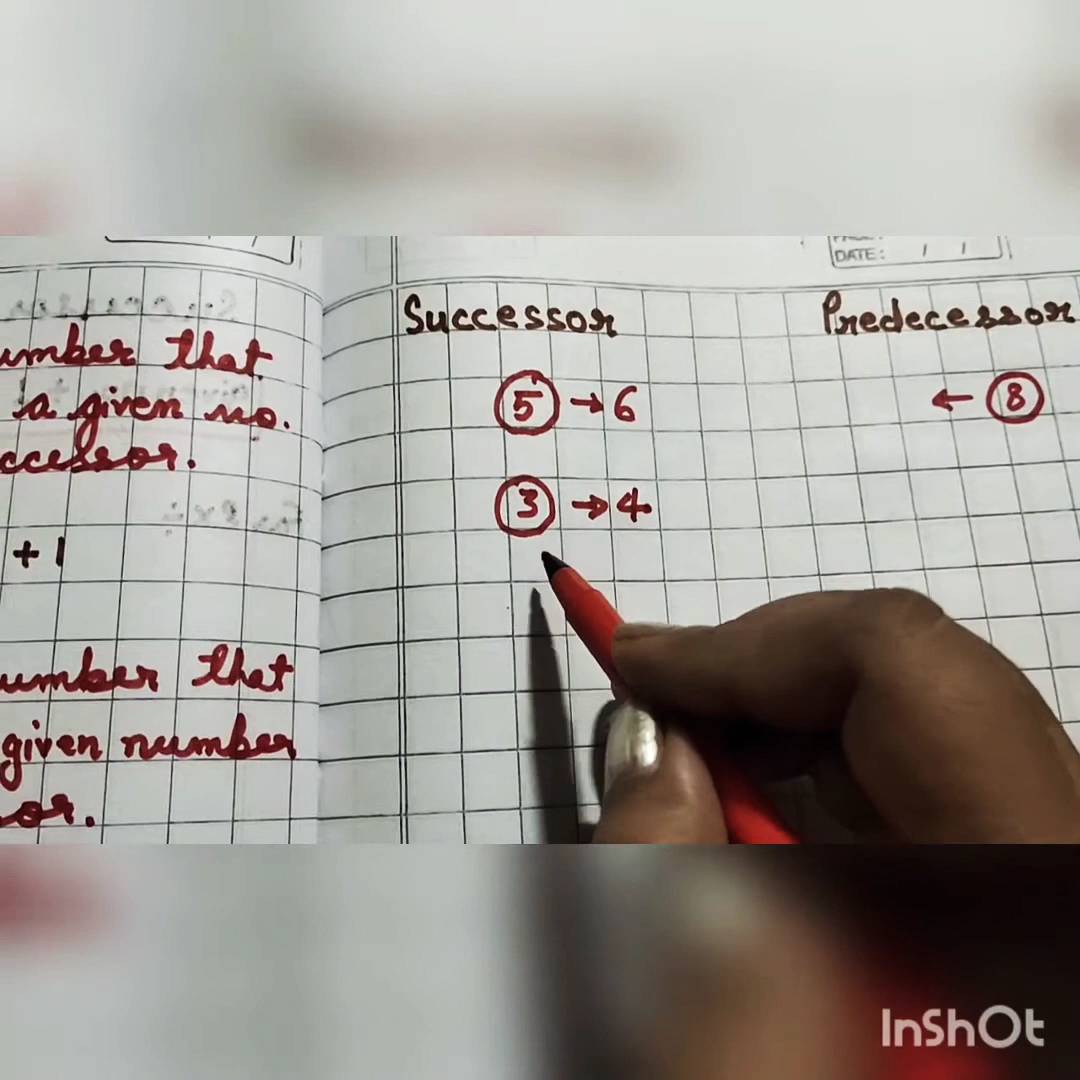 DATE: / /
umber that
a given no.
ccessor.
+ 1
umber that
given number
or.
Successor
5 → 6
3 → 4
Predecessor
← 8
InShOt